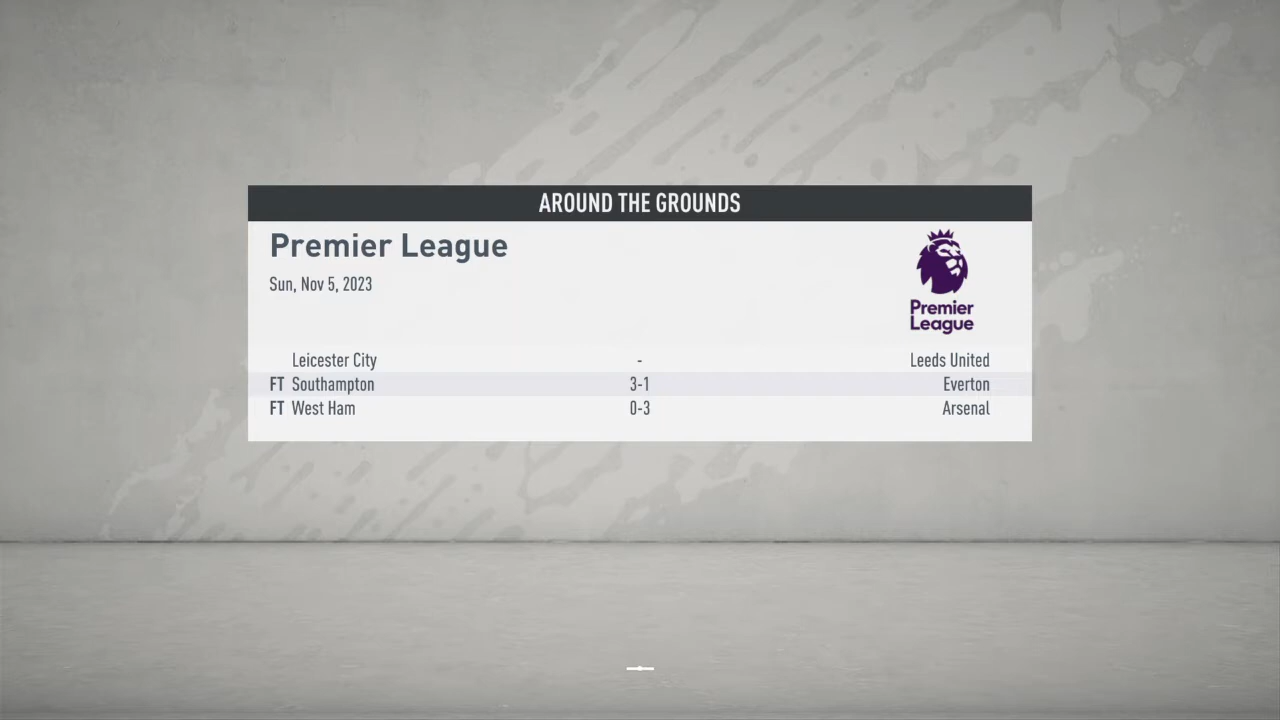 AROUND THE GROUNDS
Premier League
Sun, Nov 5, 2023
Premier
League
Leicester City - Leeds United
FT Southampton 3-1 Everton
FT West Ham 0-3 Arsenal